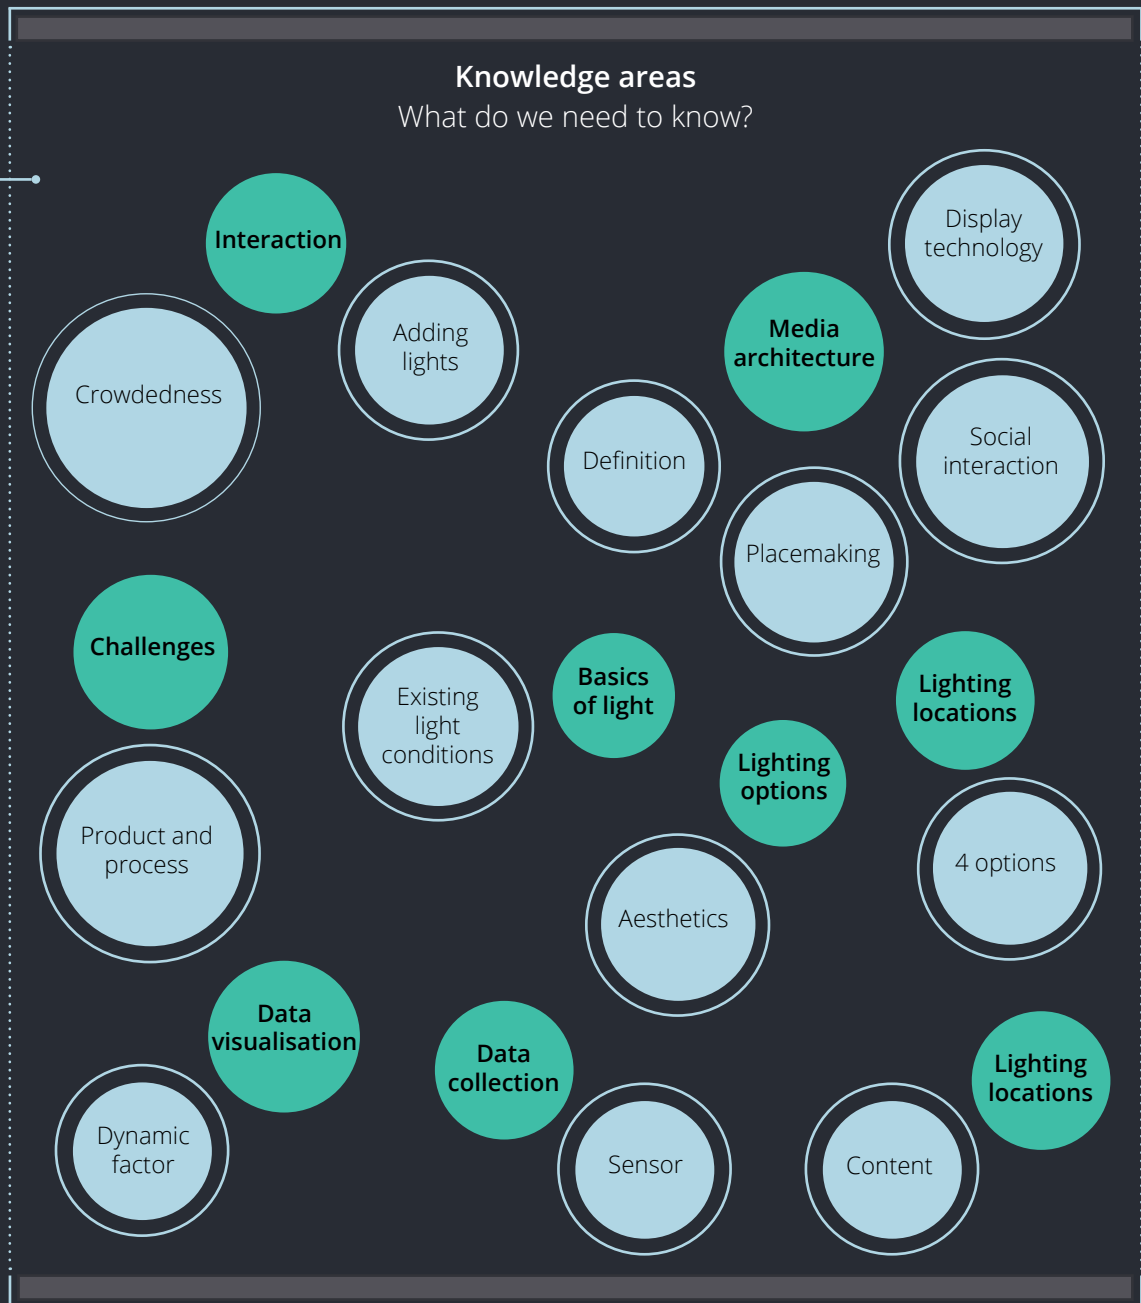 Knowledge areas
What do we need to know?
Interaction
Adding
lights
Crowdedness
Display
technology
Media
architecture
Definition
Social
interaction
Placemaking
Challenges
Product and
process
Existing
light
conditions
Basics
of light
Lighting
options
Lighting
locations
Aesthetics
4 options
Data
visualisation
Dynamic
factor
Data
collection
Sensor
Lighting
locations
Content